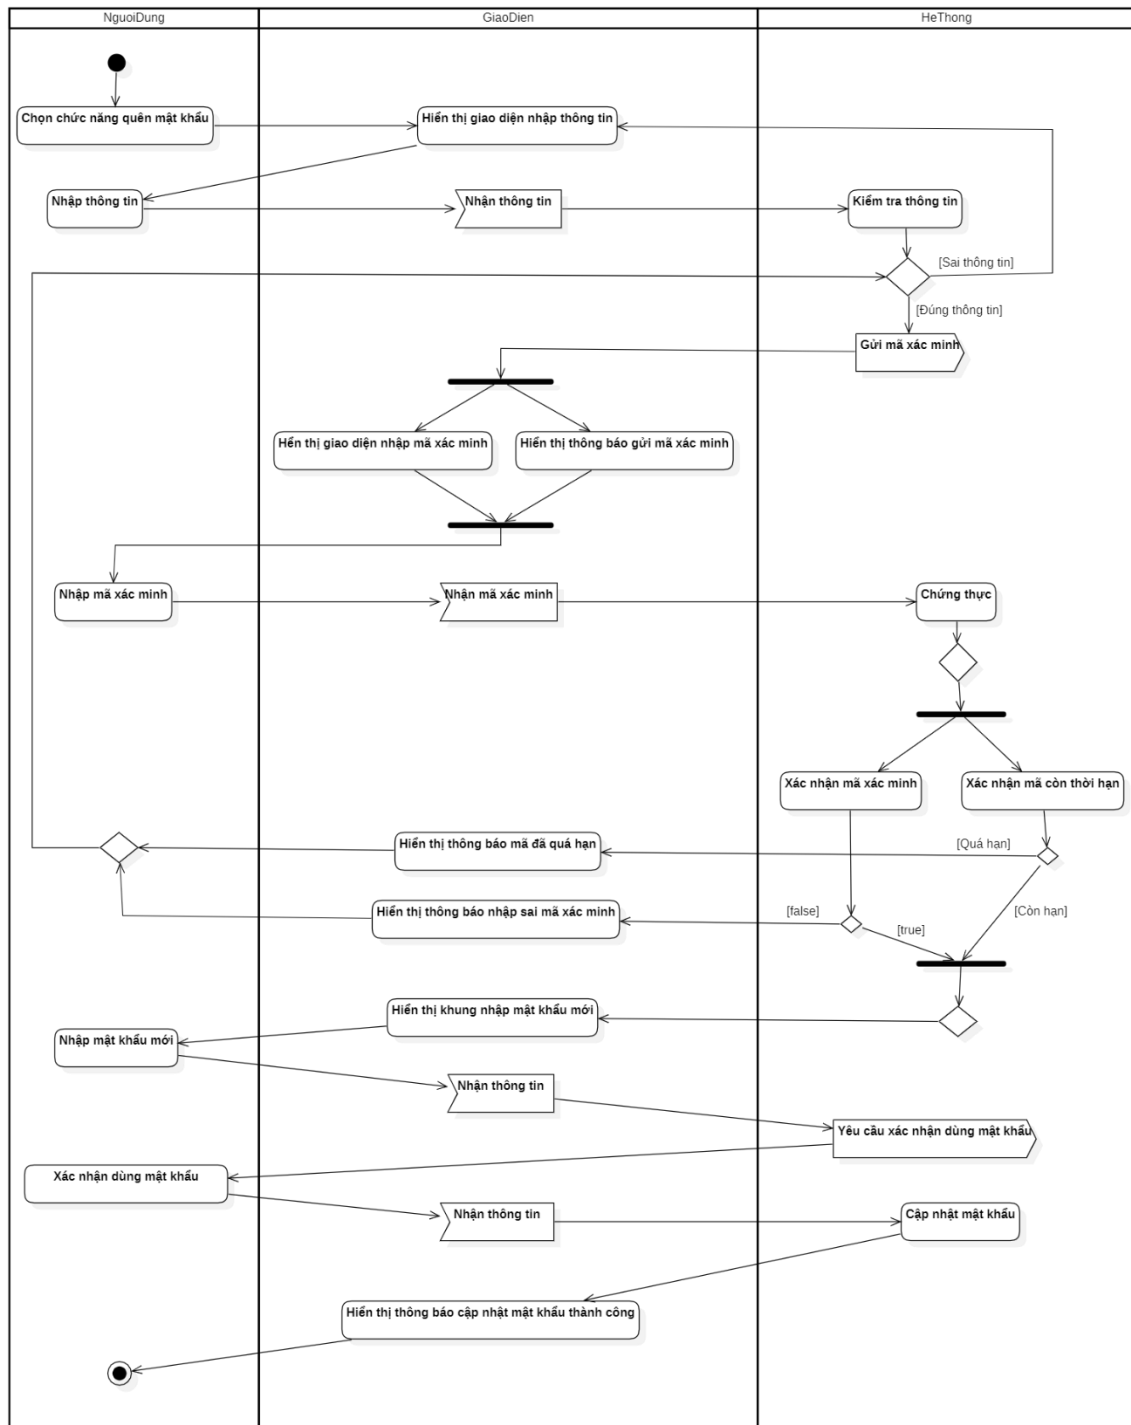 NguoiDung
GiaoDien
HeThong
Chọn chức năng quên mật khẩu
Hiển thị giao diện nhập thông tin
Nhập thông tin
Nhận thông tin
Kiểm tra thông tin
[Sai thông tin]
[Đúng thông tin]
Gửi mã xác minh
Hển thị giao diện nhập mã xác minh
Hiển thị thông báo gửi mã xác minh
Nhập mã xác minh
Nhận mã xác minh
Chứng thực
Xác nhận mã xác minh
Xác nhận mã còn thời hạn
Hiển thị thông báo mã đã quá hạn
[Quá hạn]
Hiển thị thông báo nhập sai mã xác minh
[false]
[true]
[Còn hạn]
Hiển thị khung nhập mật khẩu mới
Nhập mật khẩu mới
Nhận thông tin
Yêu cầu xác nhận dùng mật khẩu
Xác nhận dùng mật khẩu
Nhận thông tin
Cập nhật mật khẩu
Hiển thị thông báo cập nhật mật khẩu thành công